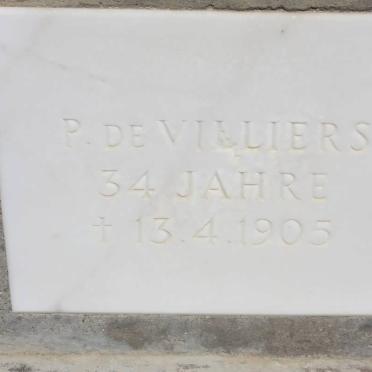 P. DE VILLIERS
34 JAHRE
† 13.4.1905